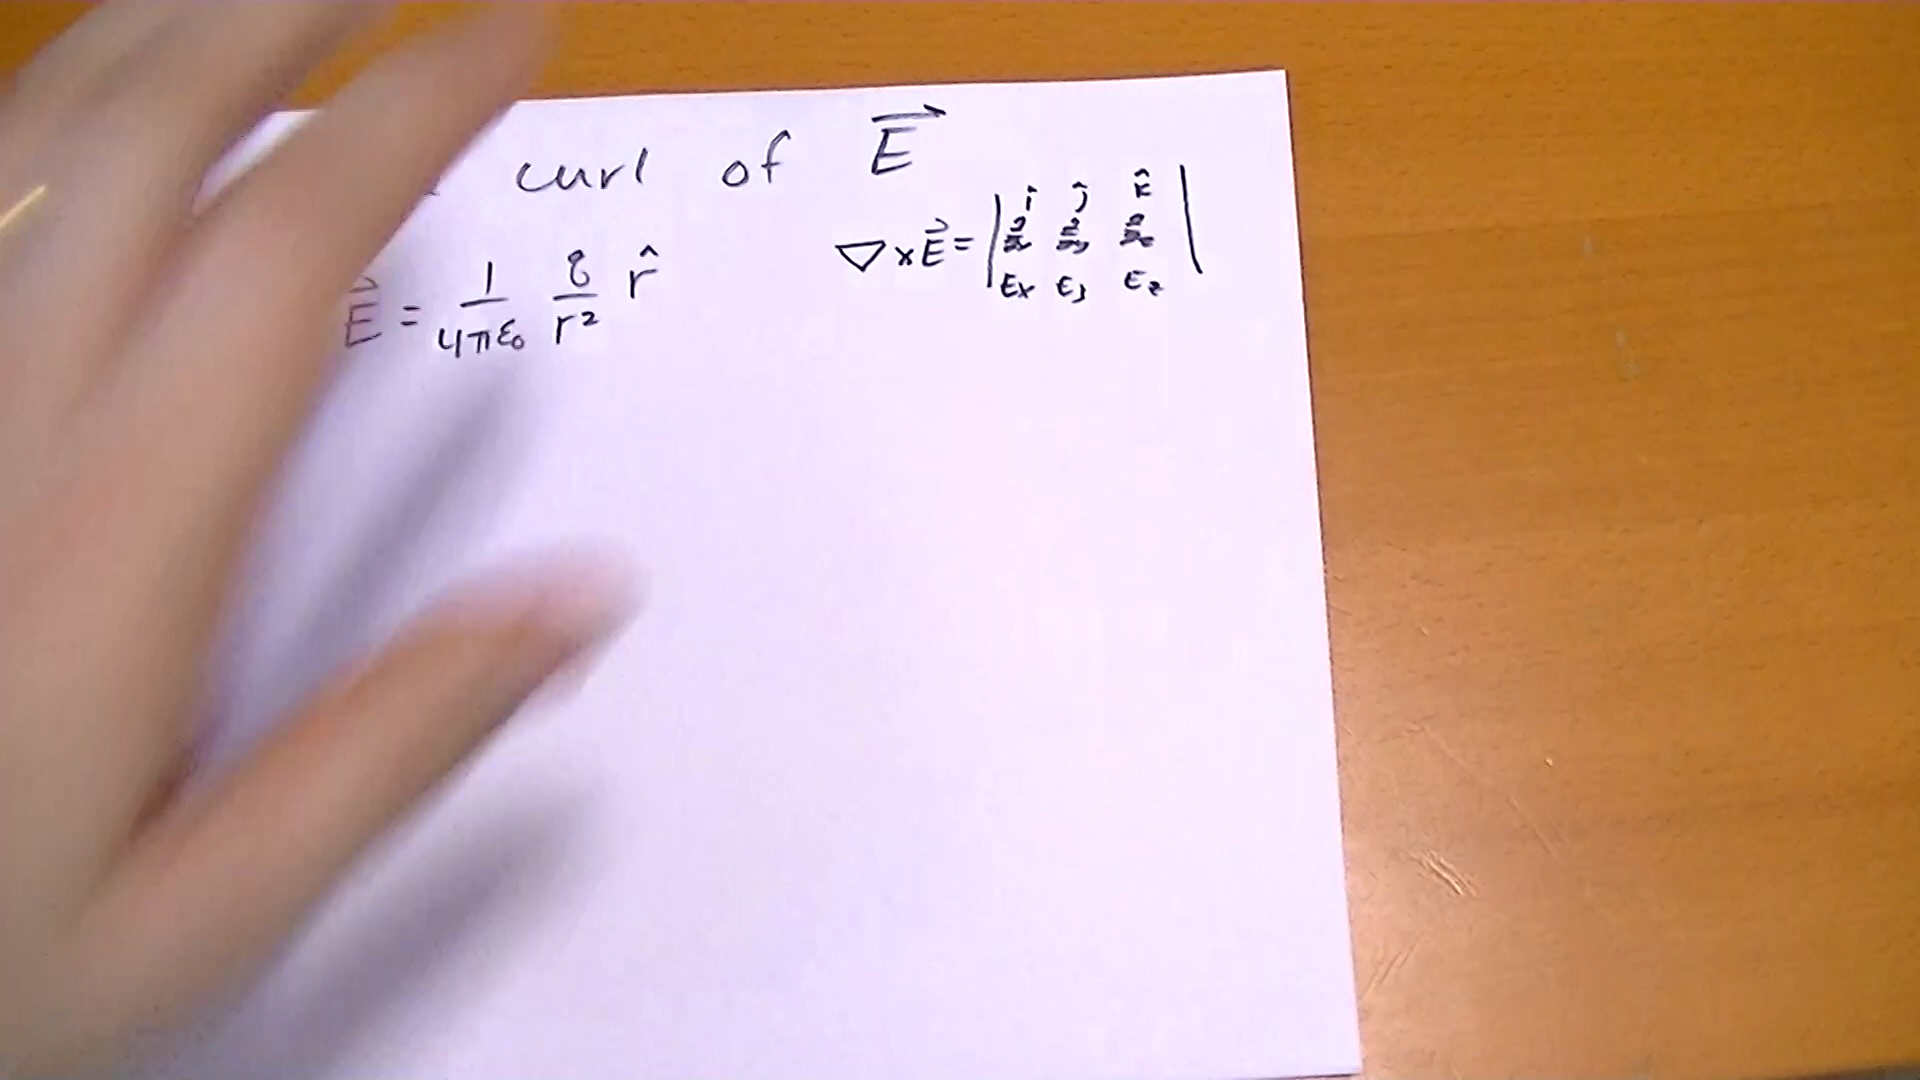 curl of E⃗
∇ x E⃗ = | î ĵ k̂ |
∂/∂x ∂/∂y ∂/∂z
Ex Ey Ez
E⃗ = 1/4πε₀ q/r² r̂